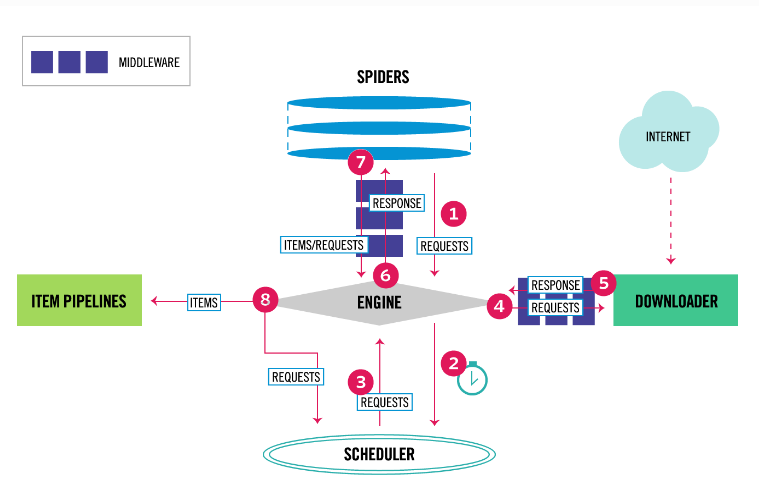 MIDDLEWARE
SPIDERS
INTERNET
7
RESPONSE
1
ITEMS/REQUESTS
REQUESTS
6
5
RESPONSE
ITEM PIPELINES
ITEMS
8
ENGINE
4
REQUESTS
DOWNLOADER
2
REQUESTS
3
REQUESTS
SCHEDULER